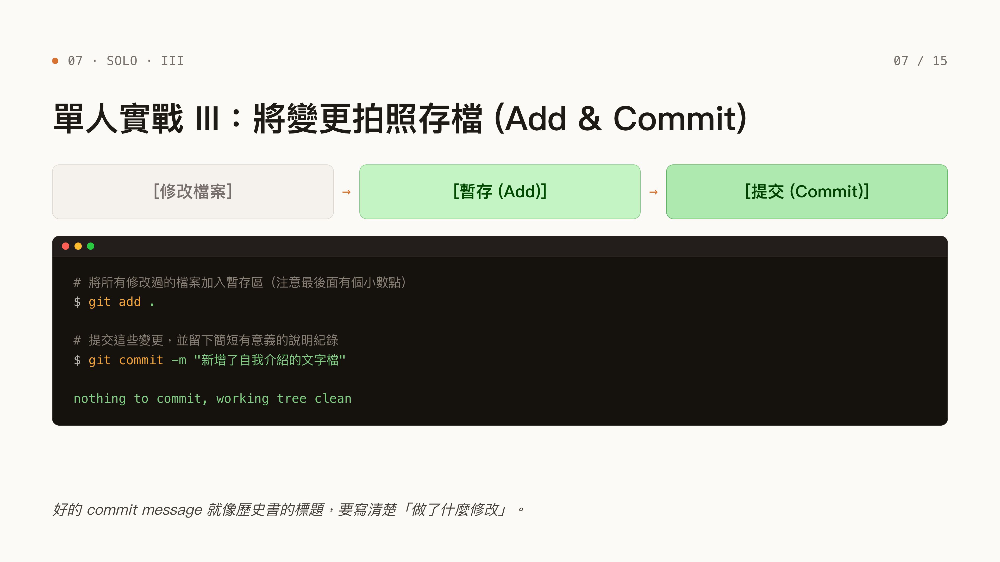 07 · SOLO · III
07 / 15
單人實戰 III：將變更拍照存檔 (Add & Commit)
[修改檔案] → [暫存 (Add)] → [提交 (Commit)]
# 將所有修改過的檔案加入暫存區（注意最後面有個小數點）
$ git add .
# 提交這些變更，並留下簡短有意義的說明紀錄
$ git commit -m "新增了自我介紹的文字檔"
nothing to commit, working tree clean
好的 commit message 就像歷史書的標題，要寫清楚「做了什麼修改」。